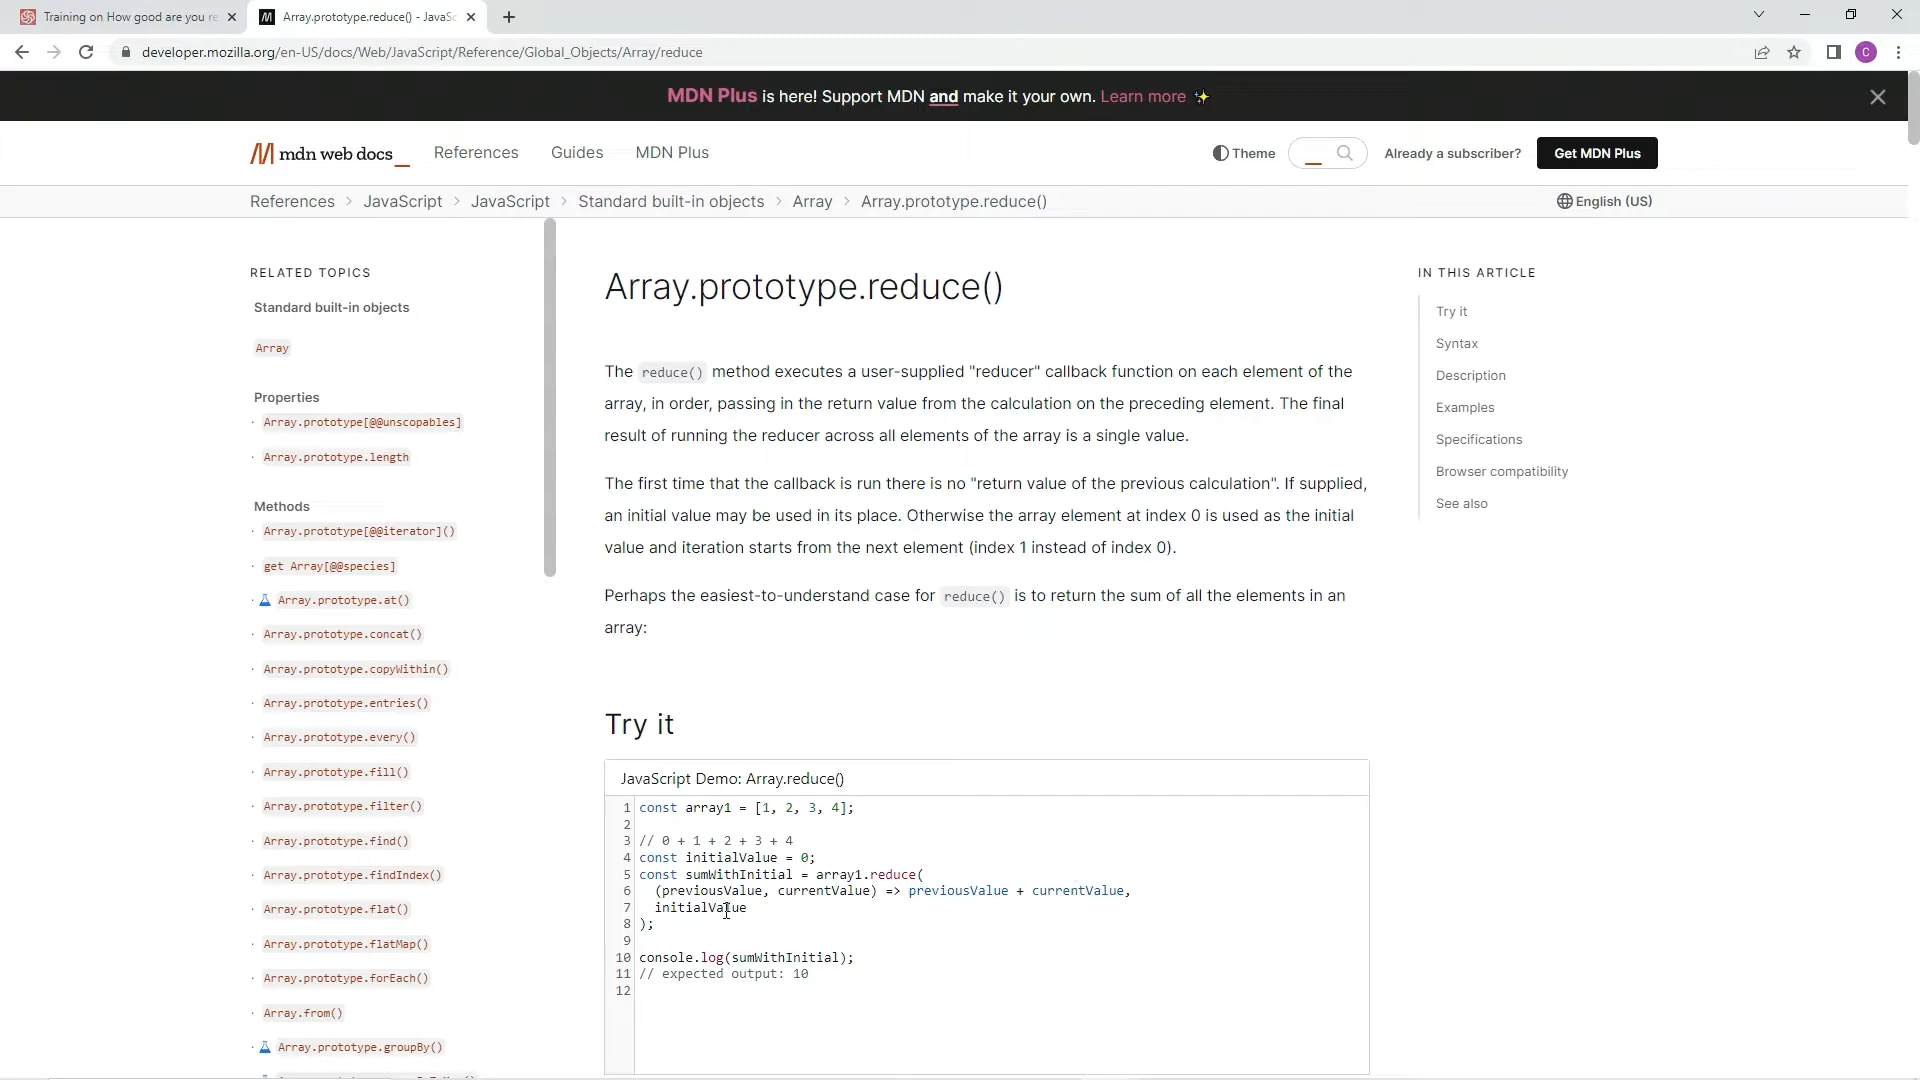 Training on How good are you re
Array.prototype.reduce() - JavaSc
developer.mozilla.org/en-US/docs/Web/JavaScript/Reference/Global_Objects/Array/reduce
C
MDN Plus is here! Support MDN and make it your own. Learn more ✨
mdn web docs_
References
Guides
MDN Plus
Theme
Already a subscriber?
Get MDN Plus
References > JavaScript > JavaScript > Standard built-in objects > Array > Array.prototype.reduce()
English (US)
RELATED TOPICS
Standard built-in objects
Array
Properties
Array.prototype[@@unscopables]
Array.prototype.length
Methods
Array.prototype[@@iterator]()
get Array[@@species]
Array.prototype.at()
Array.prototype.concat()
Array.prototype.copyWithin()
Array.prototype.entries()
Array.prototype.every()
Array.prototype.fill()
Array.prototype.filter()
Array.prototype.find()
Array.prototype.findIndex()
Array.prototype.flat()
Array.prototype.flatMap()
Array.prototype.forEach()
Array.from()
Array.prototype.groupBy()
Array.prototype.reduce()
The reduce() method executes a user-supplied "reducer" callback function on each element of the
array, in order, passing in the return value from the calculation on the preceding element. The final
result of running the reducer across all elements of the array is a single value.
The first time that the callback is run there is no "return value of the previous calculation". If supplied,
an initial value may be used in its place. Otherwise the array element at index 0 is used as the initial
value and iteration starts from the next element (index 1 instead of index 0).
Perhaps the easiest-to-understand case for reduce() is to return the sum of all the elements in an
array:
Try it
JavaScript Demo: Array.reduce()
1 const array1 = [1, 2, 3, 4];
2
3 // 0 + 1 + 2 + 3 + 4
4 const initialValue = 0;
5 const sumWithInitial = array1.reduce(
6 (previousValue, currentValue) => previousValue + currentValue,
7 initialValue
8 );
9
10 console.log(sumWithInitial);
11 // expected output: 10
12
IN THIS ARTICLE
Try it
Syntax
Description
Examples
Specifications
Browser compatibility
See also